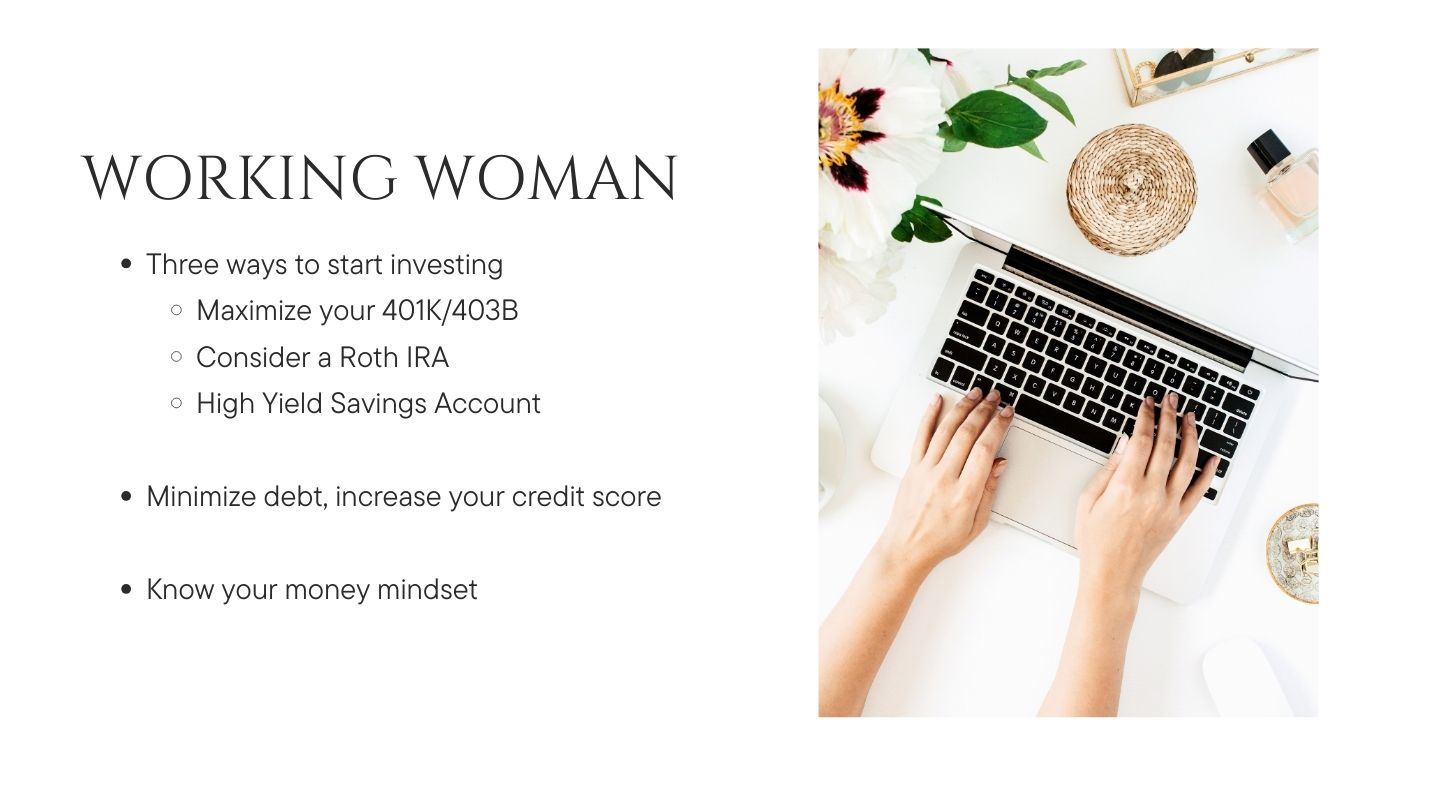 WORKING WOMAN
Three ways to start investing
Maximize your 401K/403B
Consider a Roth IRA
High Yield Savings Account
Minimize debt, increase your credit score
Know your money mindset